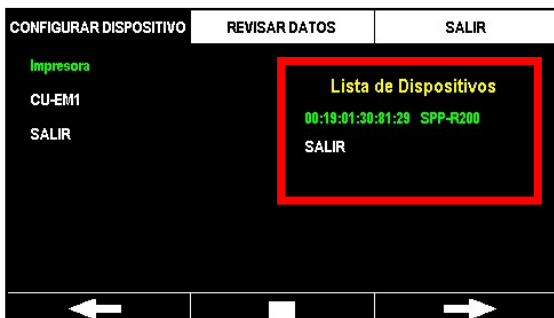 CONFIGURAR DISPOSITIVO
REVISAR DATOS
SALIR
Impresora
CU-EM1
SALIR
Lista de Dispositivos
00:19:01:30:81:29 SPP-R200
SALIR